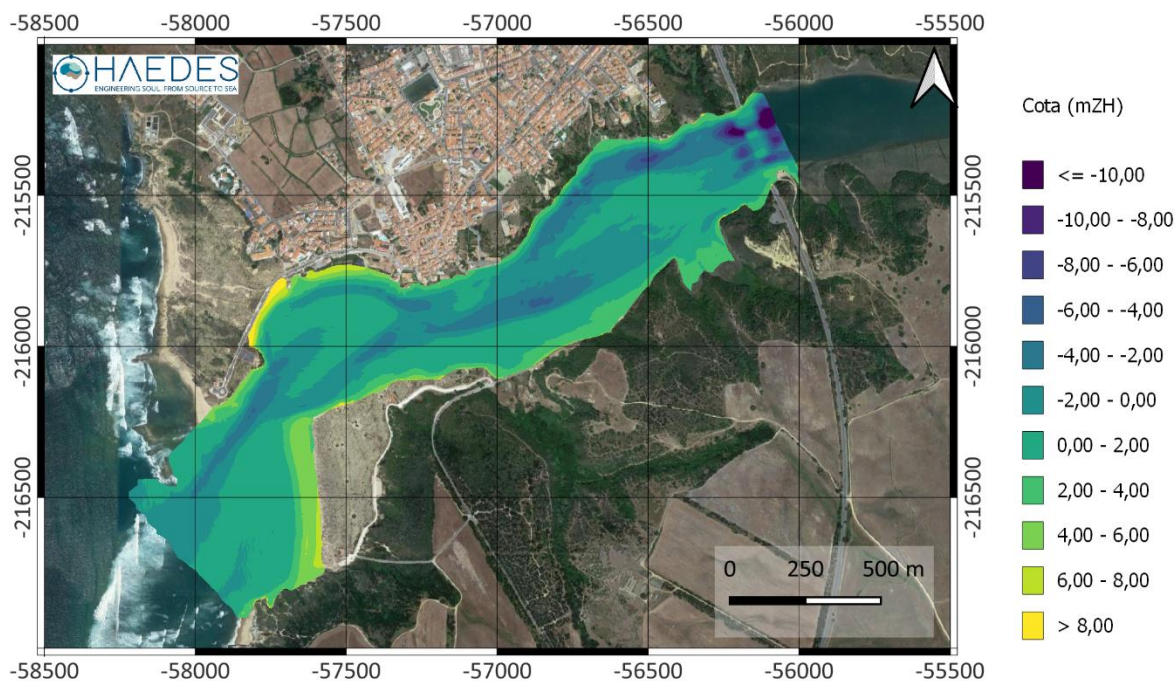 -58500 -58000 -57500 -57000 -56500 -56000 -55500
HAEDES
ENGINEERING SOUL, FROM SOURCE TO SEA
-215500
-216000
-216500
-215500
-216000
-216500
0 250 500 m
-58500 -58000 -57500 -57000 -56500 -56000 -55500
Cota (mZH)
<= -10,00
-10,00 - -8,00
-8,00 - -6,00
-6,00 - -4,00
-4,00 - -2,00
-2,00 - 0,00
0,00 - 2,00
2,00 - 4,00
4,00 - 6,00
6,00 - 8,00
> 8,00